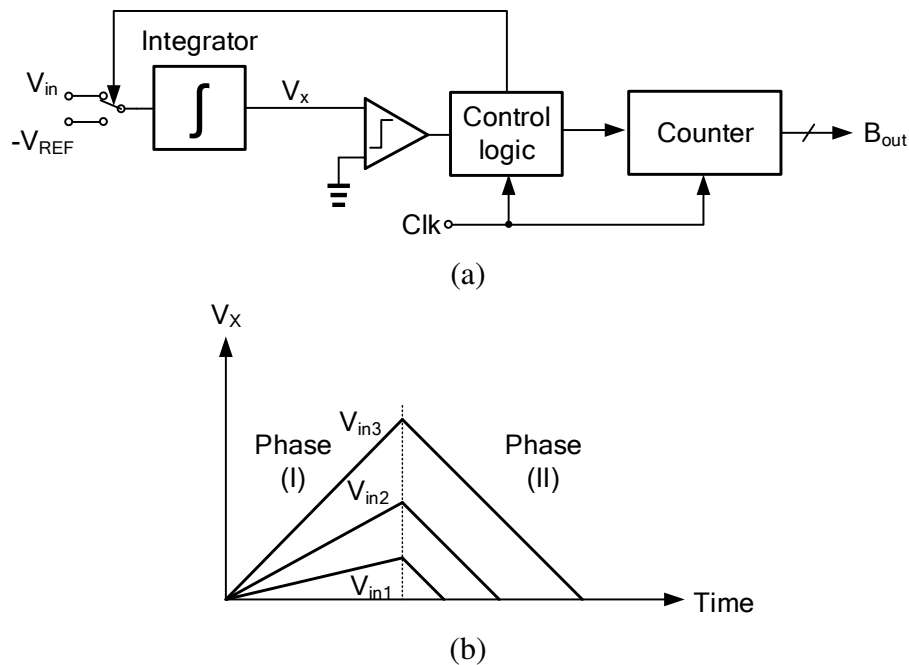 Integrator
V_in
-V_REF
∫
V_x
Control
logic
Counter
B_out
Clk
(a)
V_X
Phase
(I)
V_in3
V_in2
V_in1
Phase
(II)
Time
(b)